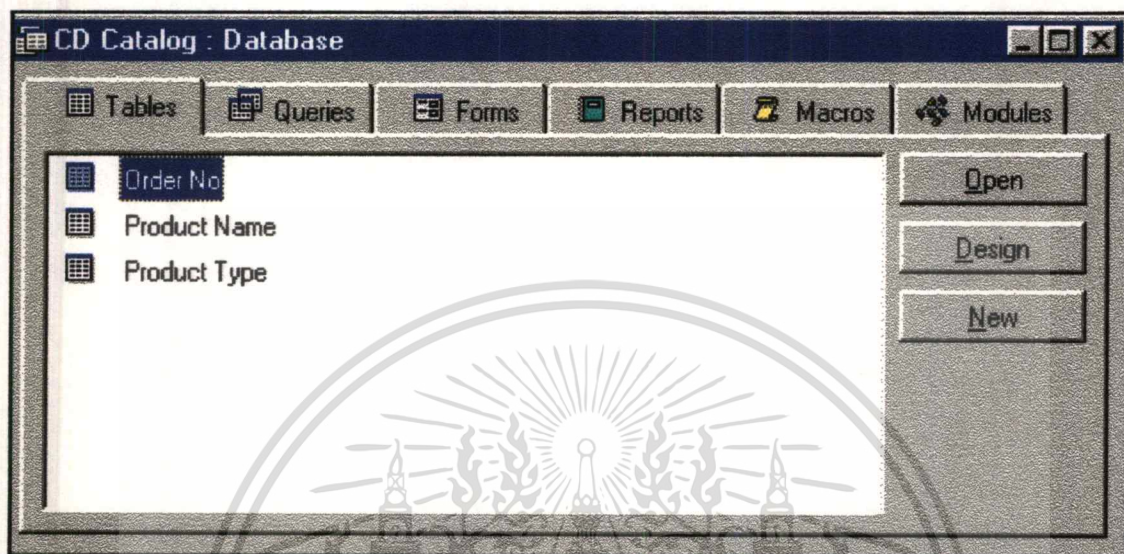 CD Catalog : Database
Tables Queries Forms Reports Macros Modules
Order No
Product Name
Product Type
Open
Design
New